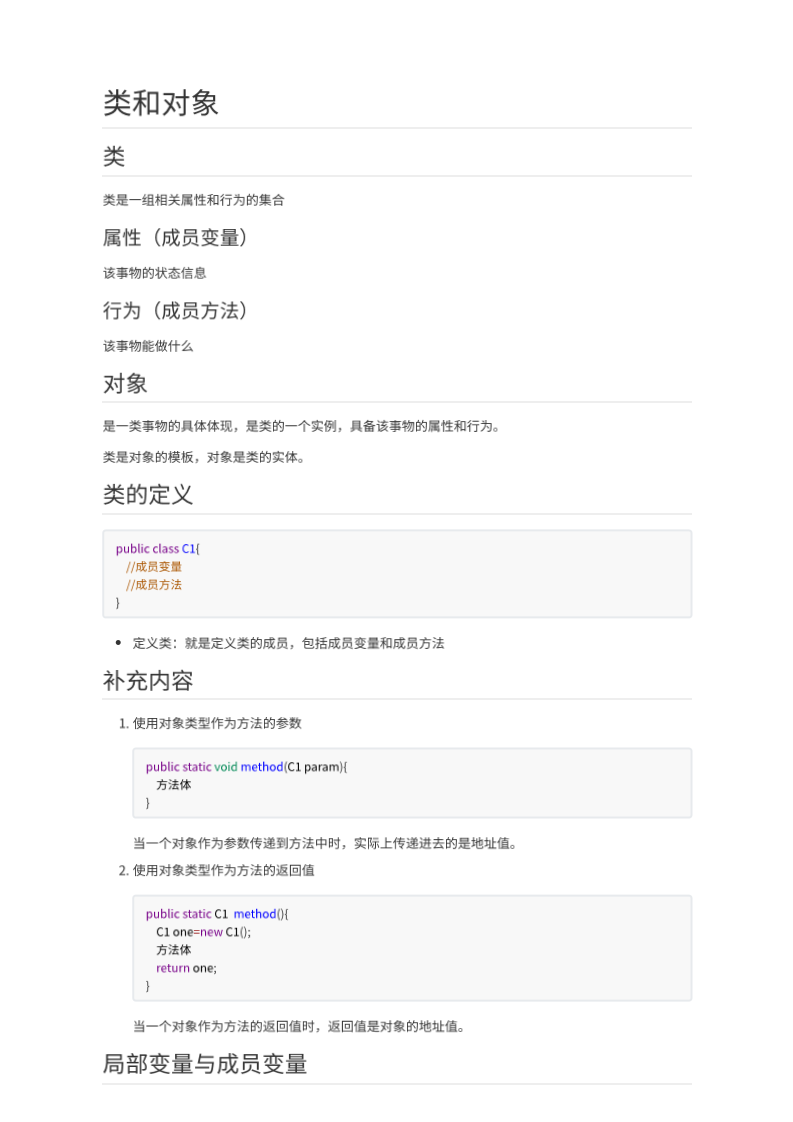 类和对象
类
类是一组相关属性和行为的集合
属性（成员变量）
该事物的状态信息
行为（成员方法）
该事物能做什么
对象
是一类事物的具体体现，是类的一个实例，具备该事物的属性和行为。
类是对象的模板，对象是类的实体。
类的定义
public class C1{
//成员变量
//成员方法
}
• 定义类：就是定义类的成员，包括成员变量和成员方法
补充内容
1. 使用对象类型作为方法的参数
public static void method(C1 param){
方法体
}
当一个对象作为参数传递到方法中时，实际上传递进去的是地址值。
2. 使用对象类型作为方法的返回值
public static C1  method(){
C1 one=new C1();
方法体
return one;
}
当一个对象作为方法的返回值时，返回值是对象的地址值。
局部变量与成员变量